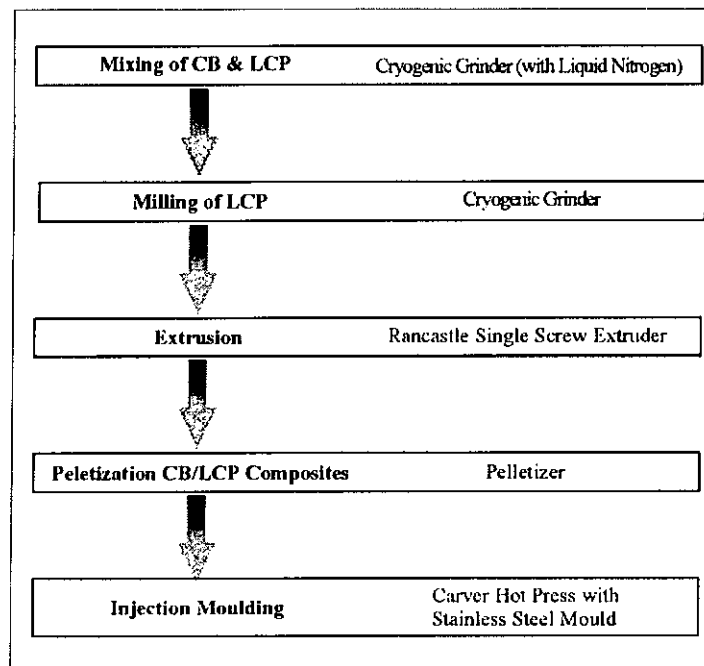 Mixing of CB & LCP Cryogenic Grinder (with Liquid Nitrogen)
Milling of LCP Cryogenic Grinder
Extrusion Rancastle Single Screw Extruder
Peletization CB/LCP Composites Pelletizer
Injection Moulding Carver Hot Press with
Stainless Steel Mould